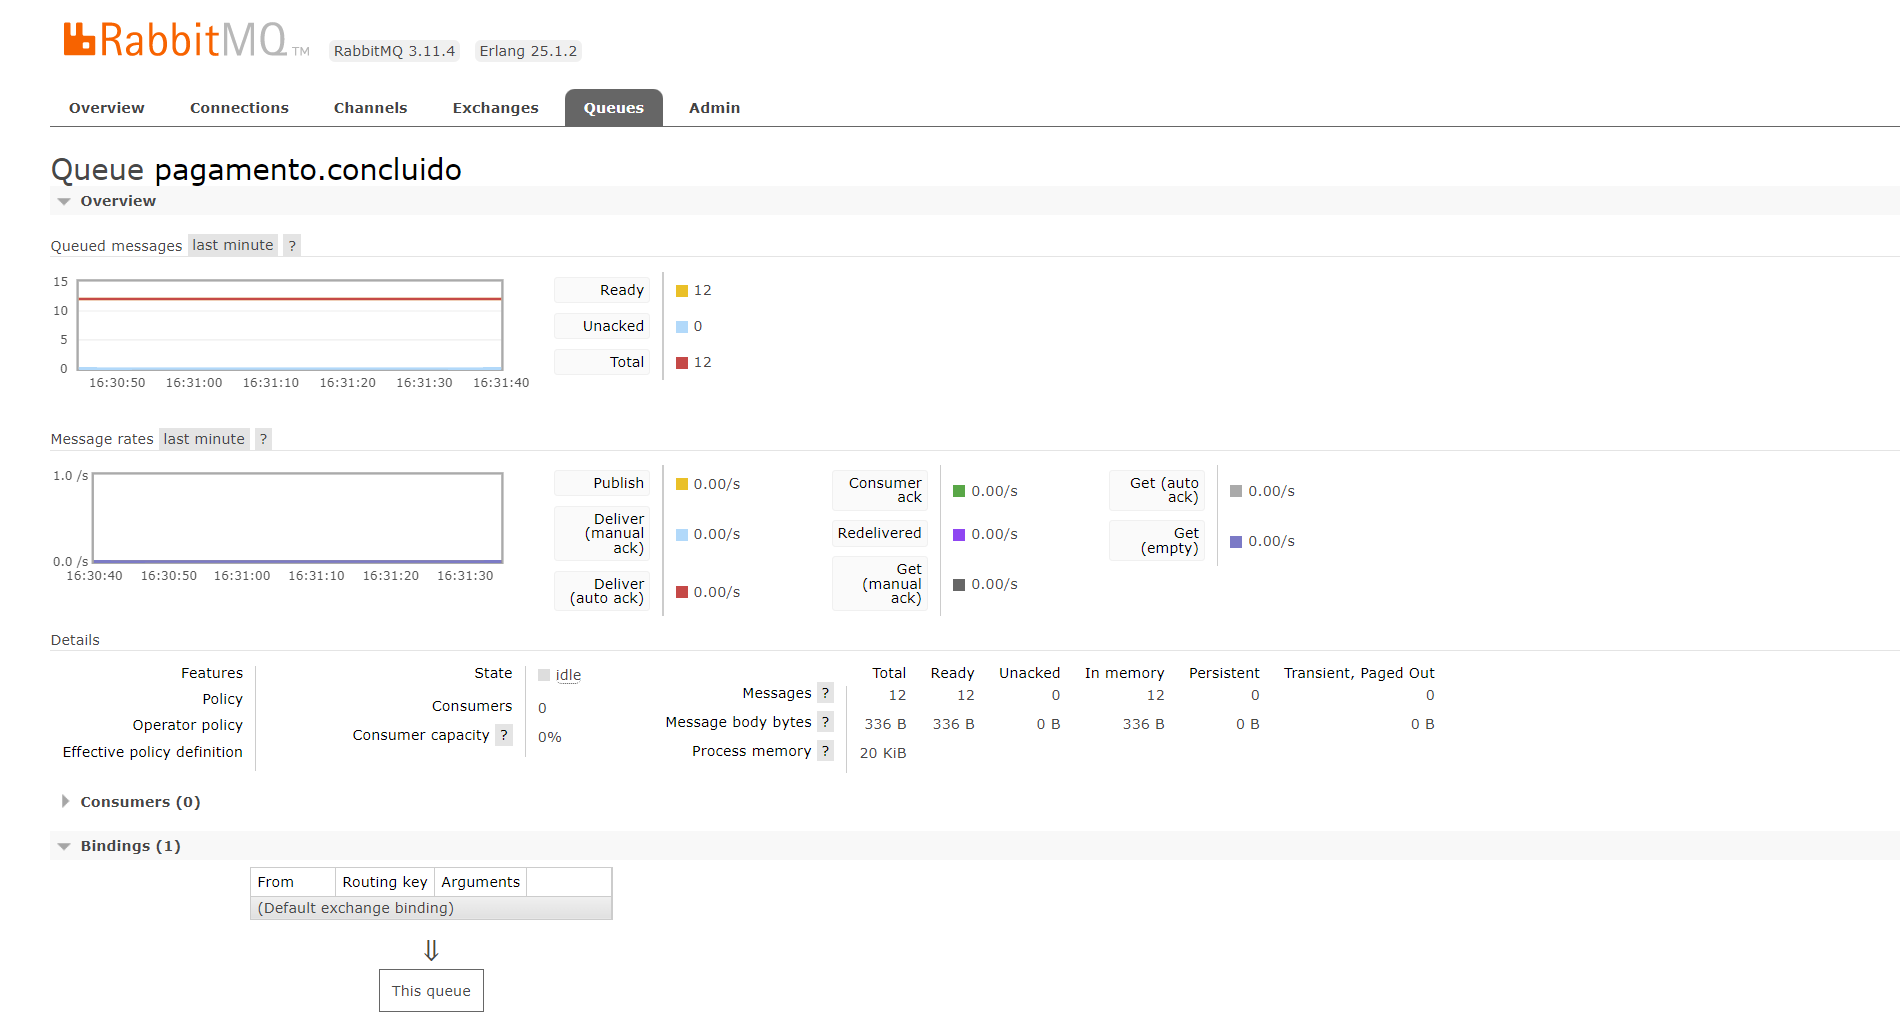 RabbitMQ TM RabbitMQ 3.11.4 Erlang 25.1.2
Overview Connections Channels Exchanges Queues Admin
Queue pagamento.concluido
Overview
Queued messages last minute ?
15
10
5
0
16:30:50 16:31:00 16:31:10 16:31:20 16:31:30 16:31:40
Ready 12
Unacked 0
Total 12
Message rates last minute ?
1.0 /s
0.0 /s
16:30:40 16:30:50 16:31:00 16:31:10 16:31:20 16:31:30
Publish 0.00/s
Deliver
(manual 0.00/s
ack)
Deliver
(auto ack) 0.00/s
Consumer
ack 0.00/s
Redelivered 0.00/s
Get
(manual 0.00/s
ack)
Get (auto
ack) 0.00/s
Get
(empty) 0.00/s
Details
Features
Policy
Operator policy
Effective policy definition
State idle
Consumers 0
Consumer capacity ? 0%
Total Ready Unacked In memory Persistent Transient, Paged Out
Messages ? 12 12 0 12 0 0
Message body bytes ? 336 B 336 B 0 B 336 B 0 B 0 B
Process memory ? 20 KiB
Consumers (0)
Bindings (1)
From Routing key Arguments
(Default exchange binding)
⇓
This queue